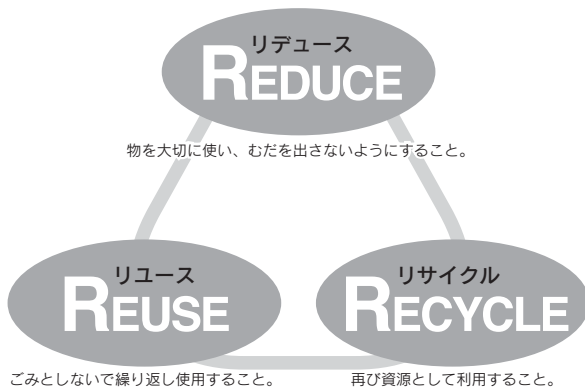 リデュース
REDUCE
物を大切に使い、むだを出さないようにすること。
リユース
REUSE
ごみとしないで繰り返し使用すること。
リサイクル
RECYCLE
再び資源として利用すること。